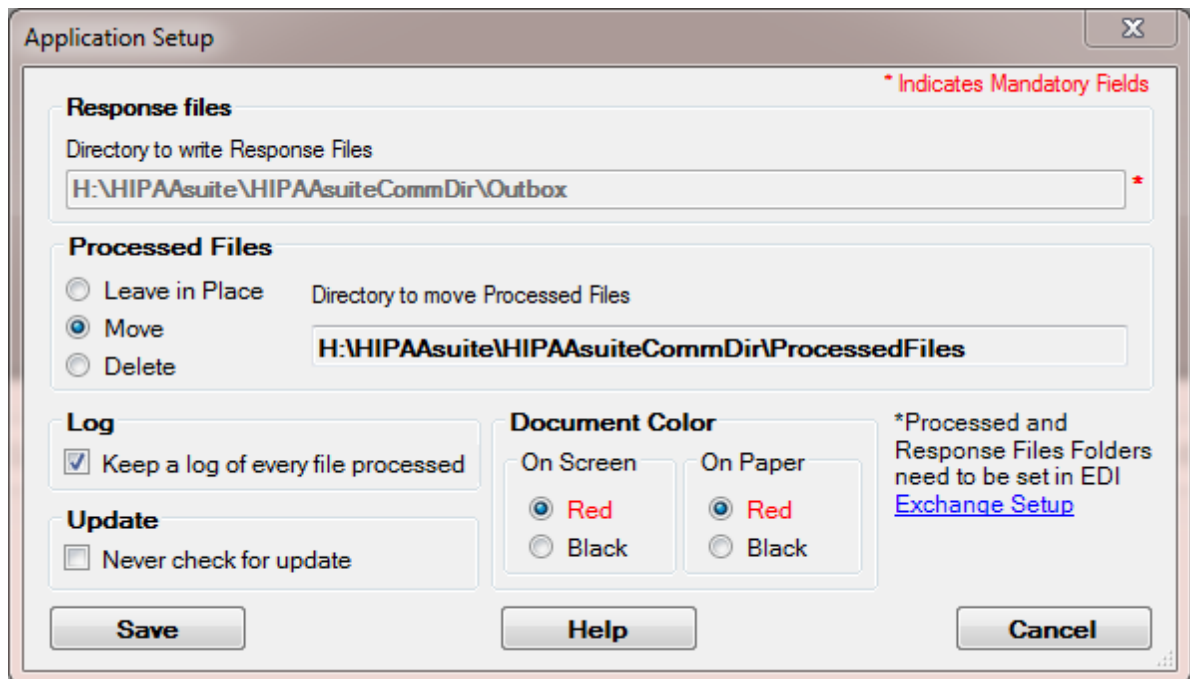 Application Setup
* Indicates Mandatory Fields
Response files
Directory to write Response Files
H:\HIPAAsuite\HIPAAsuiteCommDir\Outbox
*
Processed Files
Leave in Place
Directory to move Processed Files
Move
H:\HIPAAsuite\HIPAAsuiteCommDir\ProcessedFiles
Delete
Log
Keep a log of every file processed
Update
Never check for update
Document Color
On Screen
Red
Black
On Paper
Red
Black
*Processed and
Response Files Folders
need to be set in EDI
Exchange Setup
Save
Help
Cancel